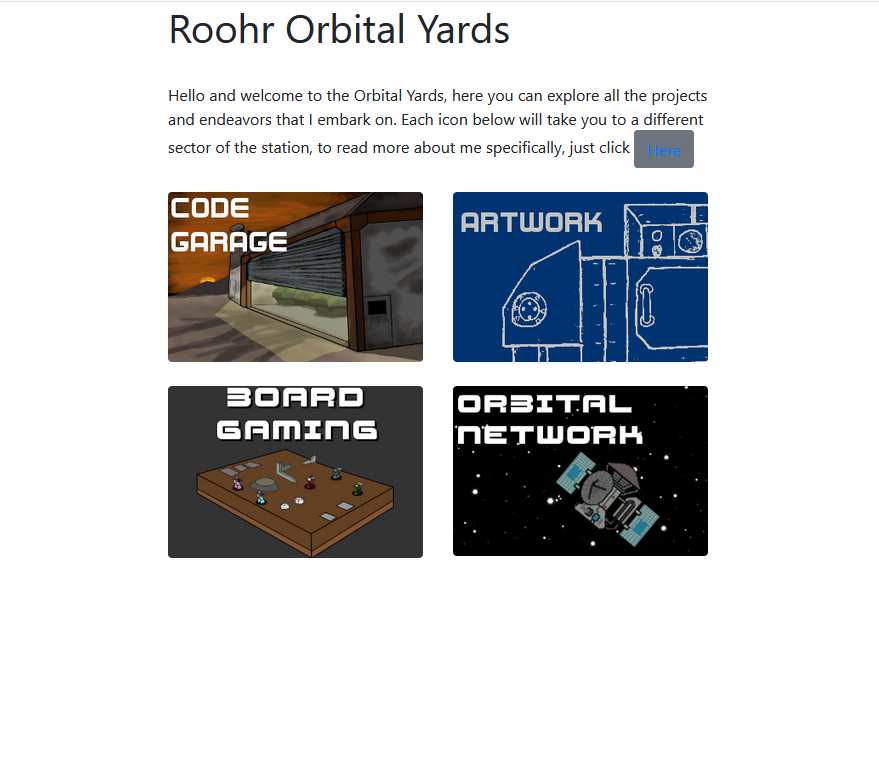 Roohr Orbital Yards
Hello and welcome to the Orbital Yards, here you can explore all the projects
and endeavors that I embark on. Each icon below will take you to a different
sector of the station, to read more about me specifically, just click Here
CODE
GARAGE
ARTWORK
BOARD
GAMING
ORBITAL
NETWORK